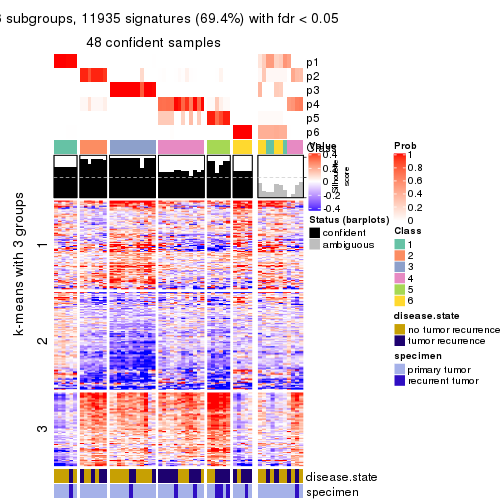 6 subgroups, 11935 signatures (69.4%) with fdr < 0.05
48 confident samples
p1
p2
p3
p4
p5
p6
Class
Value
0.4
0.2
0
-0.2
-0.4
Silhouette
score
Status (barplots)
confident
ambiguous
Prob
1
0.8
0.6
0.4
0.2
0
Class
1
2
3
4
5
6
disease.state
no tumor recurrence
tumor recurrence
specimen
primary tumor
recurrent tumor
k-means with 3 groups
1
2
3
disease.state
specimen